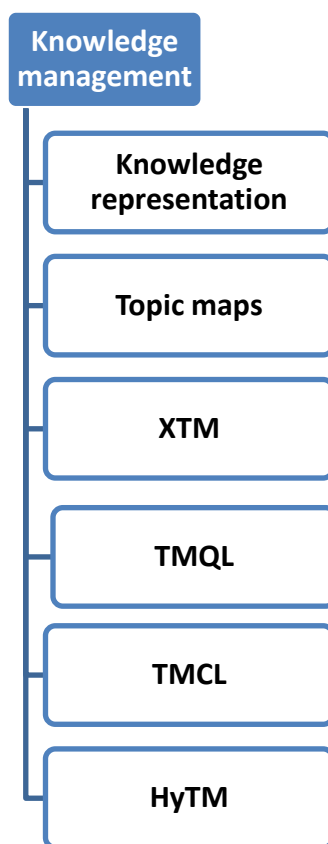 Knowledge
management
Knowledge
representation
Topic maps
XTM
TMQL
TMCL
HyTM